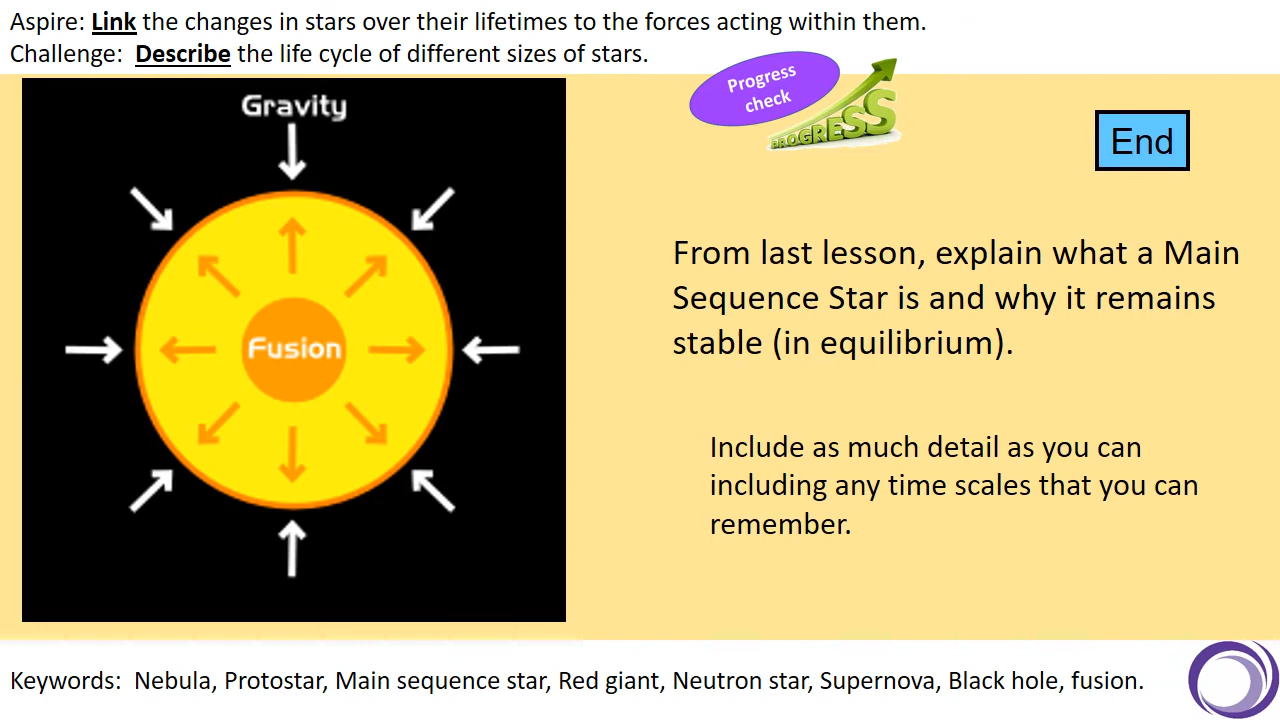 Aspire: Link the changes in stars over their lifetimes to the forces acting within them.
Challenge: Describe the life cycle of different sizes of stars.
Gravity
Fusion
Progress
check
PROGRESS
End
From last lesson, explain what a Main
Sequence Star is and why it remains
stable (in equilibrium).
Include as much detail as you can
including any time scales that you can
remember.
Keywords: Nebula, Protostar, Main sequence star, Red giant, Neutron star, Supernova, Black hole, fusion.